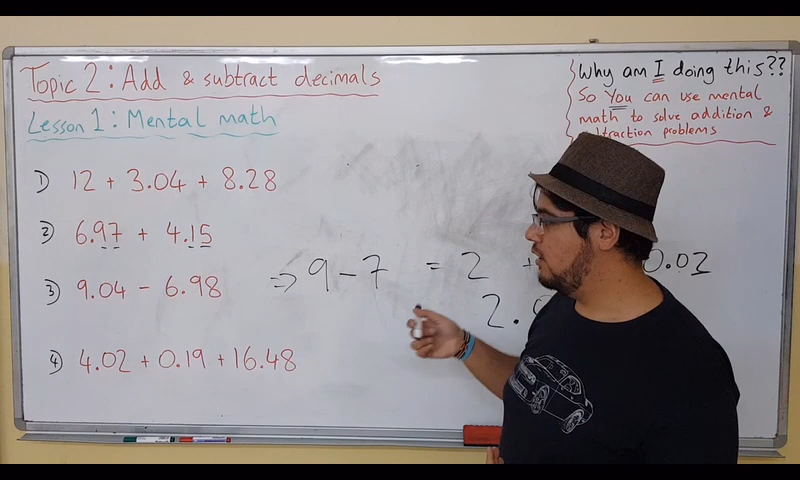 Topic 2: Add & subtract decimals
Lesson 1: Mental math
Why am I doing this??
So You can use mental
math to solve addition &
problems
1) 12 + 3.04 + 8.28
2) 6.97 + 4.15
3) 9.04 - 6.98
⇒ 9 - 7 = 2 + 0.02
2.
4) 4.02 + 0.19 + 16.48